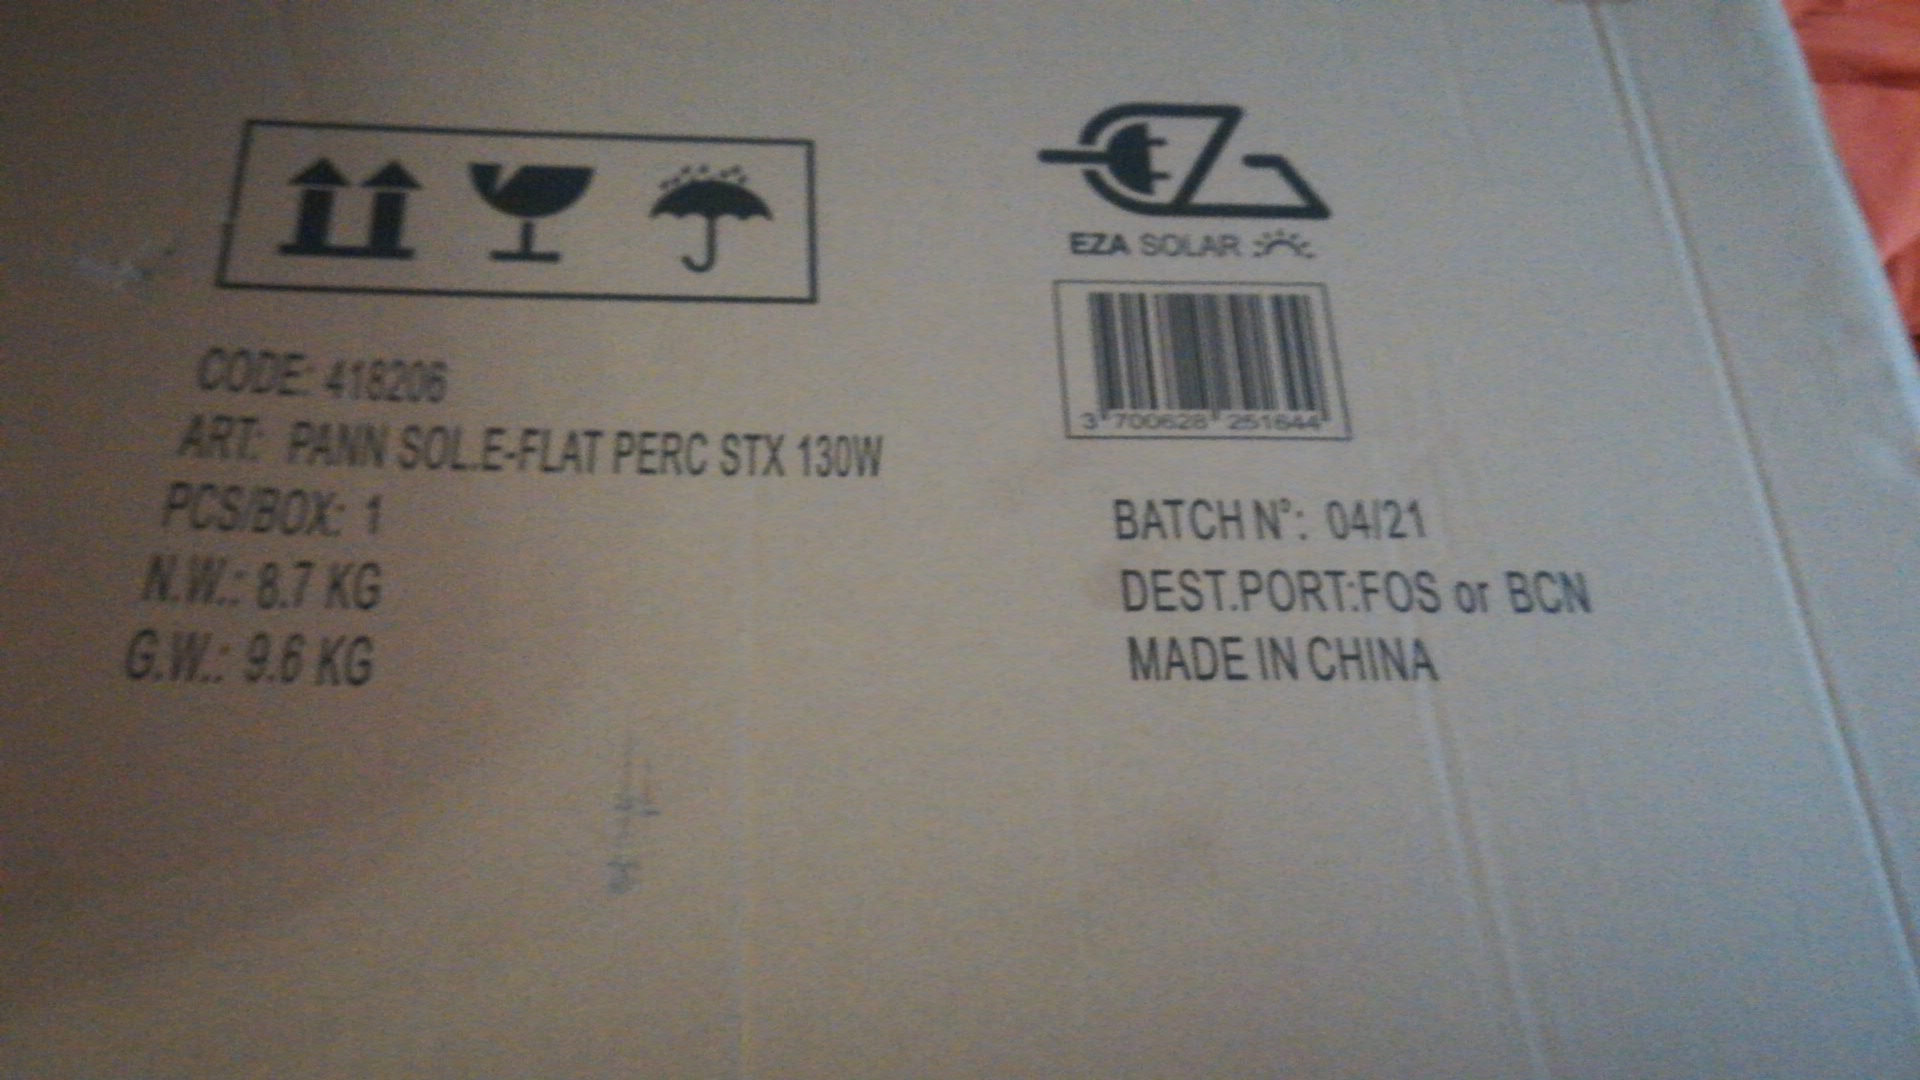 EZA SOLAR
3 700628 251644
CODE: 418206
ART: PANN SOL.E-FLAT PERC STX 130W
PCS/BOX: 1
N.W.: 8.7 KG
G.W.: 9.6 KG
BATCH N°: 04/21
DEST.PORT:FOS or BCN
MADE IN CHINA